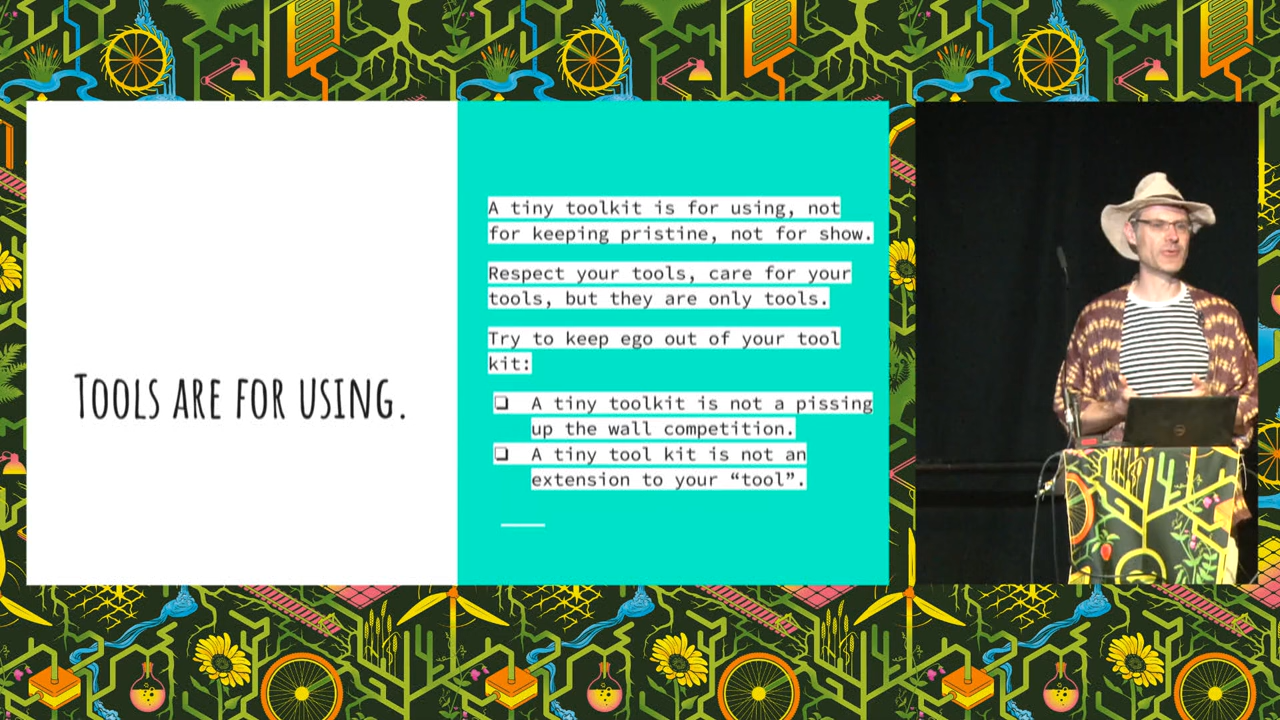 Tools are for using.
A tiny toolkit is for using, not
for keeping pristine, not for show.
Respect your tools, care for your
tools, but they are only tools.
Try to keep ego out of your tool
kit:
❏ A tiny toolkit is not a pissing
up the wall competition.
❏ A tiny tool kit is not an
extension to your “tool”.